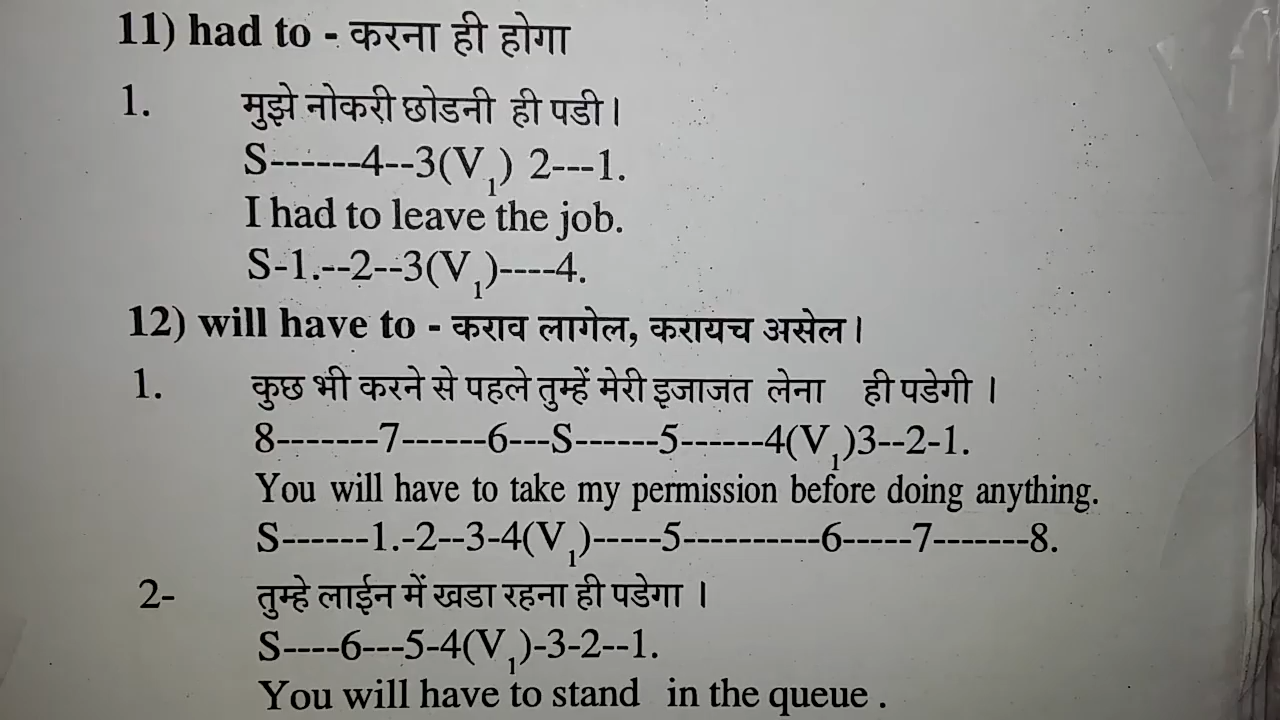 11) had to - करना ही होगा
1. मुझे नोकरी छोडनी ही पडी।
S------4--3(V₁) 2---1.
I had to leave the job.
S-1.--2--3(V₁)----4.
12) will have to - कराव लागेल, करायच असेल।
1. कुछ भी करने से पहले तुम्हें मेरी इजाजत लेना ही पडेगी ।
8-------7------6---S------5------4(V₁)3--2-1.
You will have to take my permission before doing anything.
S------1.-2--3-4(V₁)-----5----------6-----7-------8.
2- तुम्हे लाईन में खडा रहना ही पडेगा ।
S----6---5-4(V₁)-3-2--1.
You will have to stand in the queue .